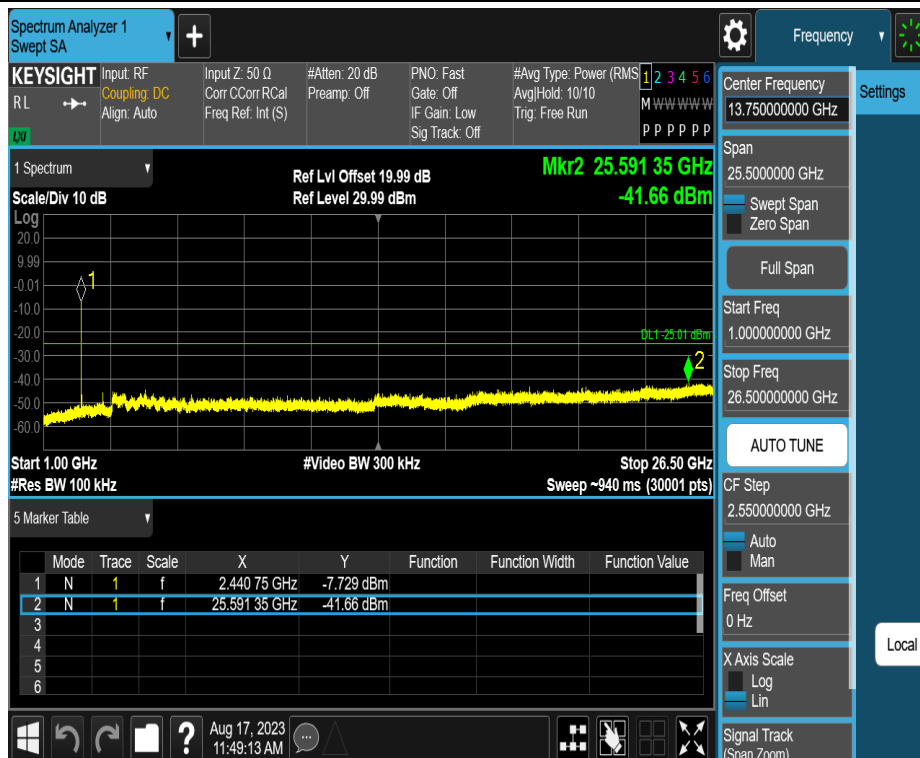 Spectrum Analyzer 1
Swept SA
+
Frequency
KEYSIGHT
RL
LXI
Input: RF
Coupling: DC
Align: Auto
Input Z: 50 Ω
Corr CCorr RCal
Freq Ref: Int (S)
#Atten: 20 dB
Preamp: Off
PNO: Fast
Gate: Off
IF Gain: Low
Sig Track: Off
#Avg Type: Power (RMS
Avg|Hold: 10/10
Trig: Free Run
1 2 3 4 5 6
M W W W W W
P P P P P P
1 Spectrum
Scale/Div 10 dB
Ref Lvl Offset 19.99 dB
Ref Level 29.99 dBm
Mkr2 25.591 35 GHz
-41.66 dBm
Log
20.0
9.99
-0.01
-10.0
-20.0
-30.0
-40.0
-50.0
-60.0
1
DL1 -25.01 dBm
2
Start 1.00 GHz
#Res BW 100 kHz
#Video BW 300 kHz
Stop 26.50 GHz
Sweep ~940 ms (30001 pts)
5 Marker Table
Mode Trace Scale X Y Function Function Width Function Value
1 N 1 f 2.440 75 GHz -7.729 dBm
2 N 1 f 25.591 35 GHz -41.66 dBm
3
4
5
6
?
Aug 17, 2023
11:49:13 AM
Center Frequency
13.750000000 GHz
Settings
Span
25.5000000 GHz
Swept Span
Zero Span
Full Span
Start Freq
1.000000000 GHz
Stop Freq
26.500000000 GHz
AUTO TUNE
CF Step
2.550000000 GHz
Auto
Man
Freq Offset
0 Hz
Local
X Axis Scale
Log
Lin
Signal Track
(Span Zoom)